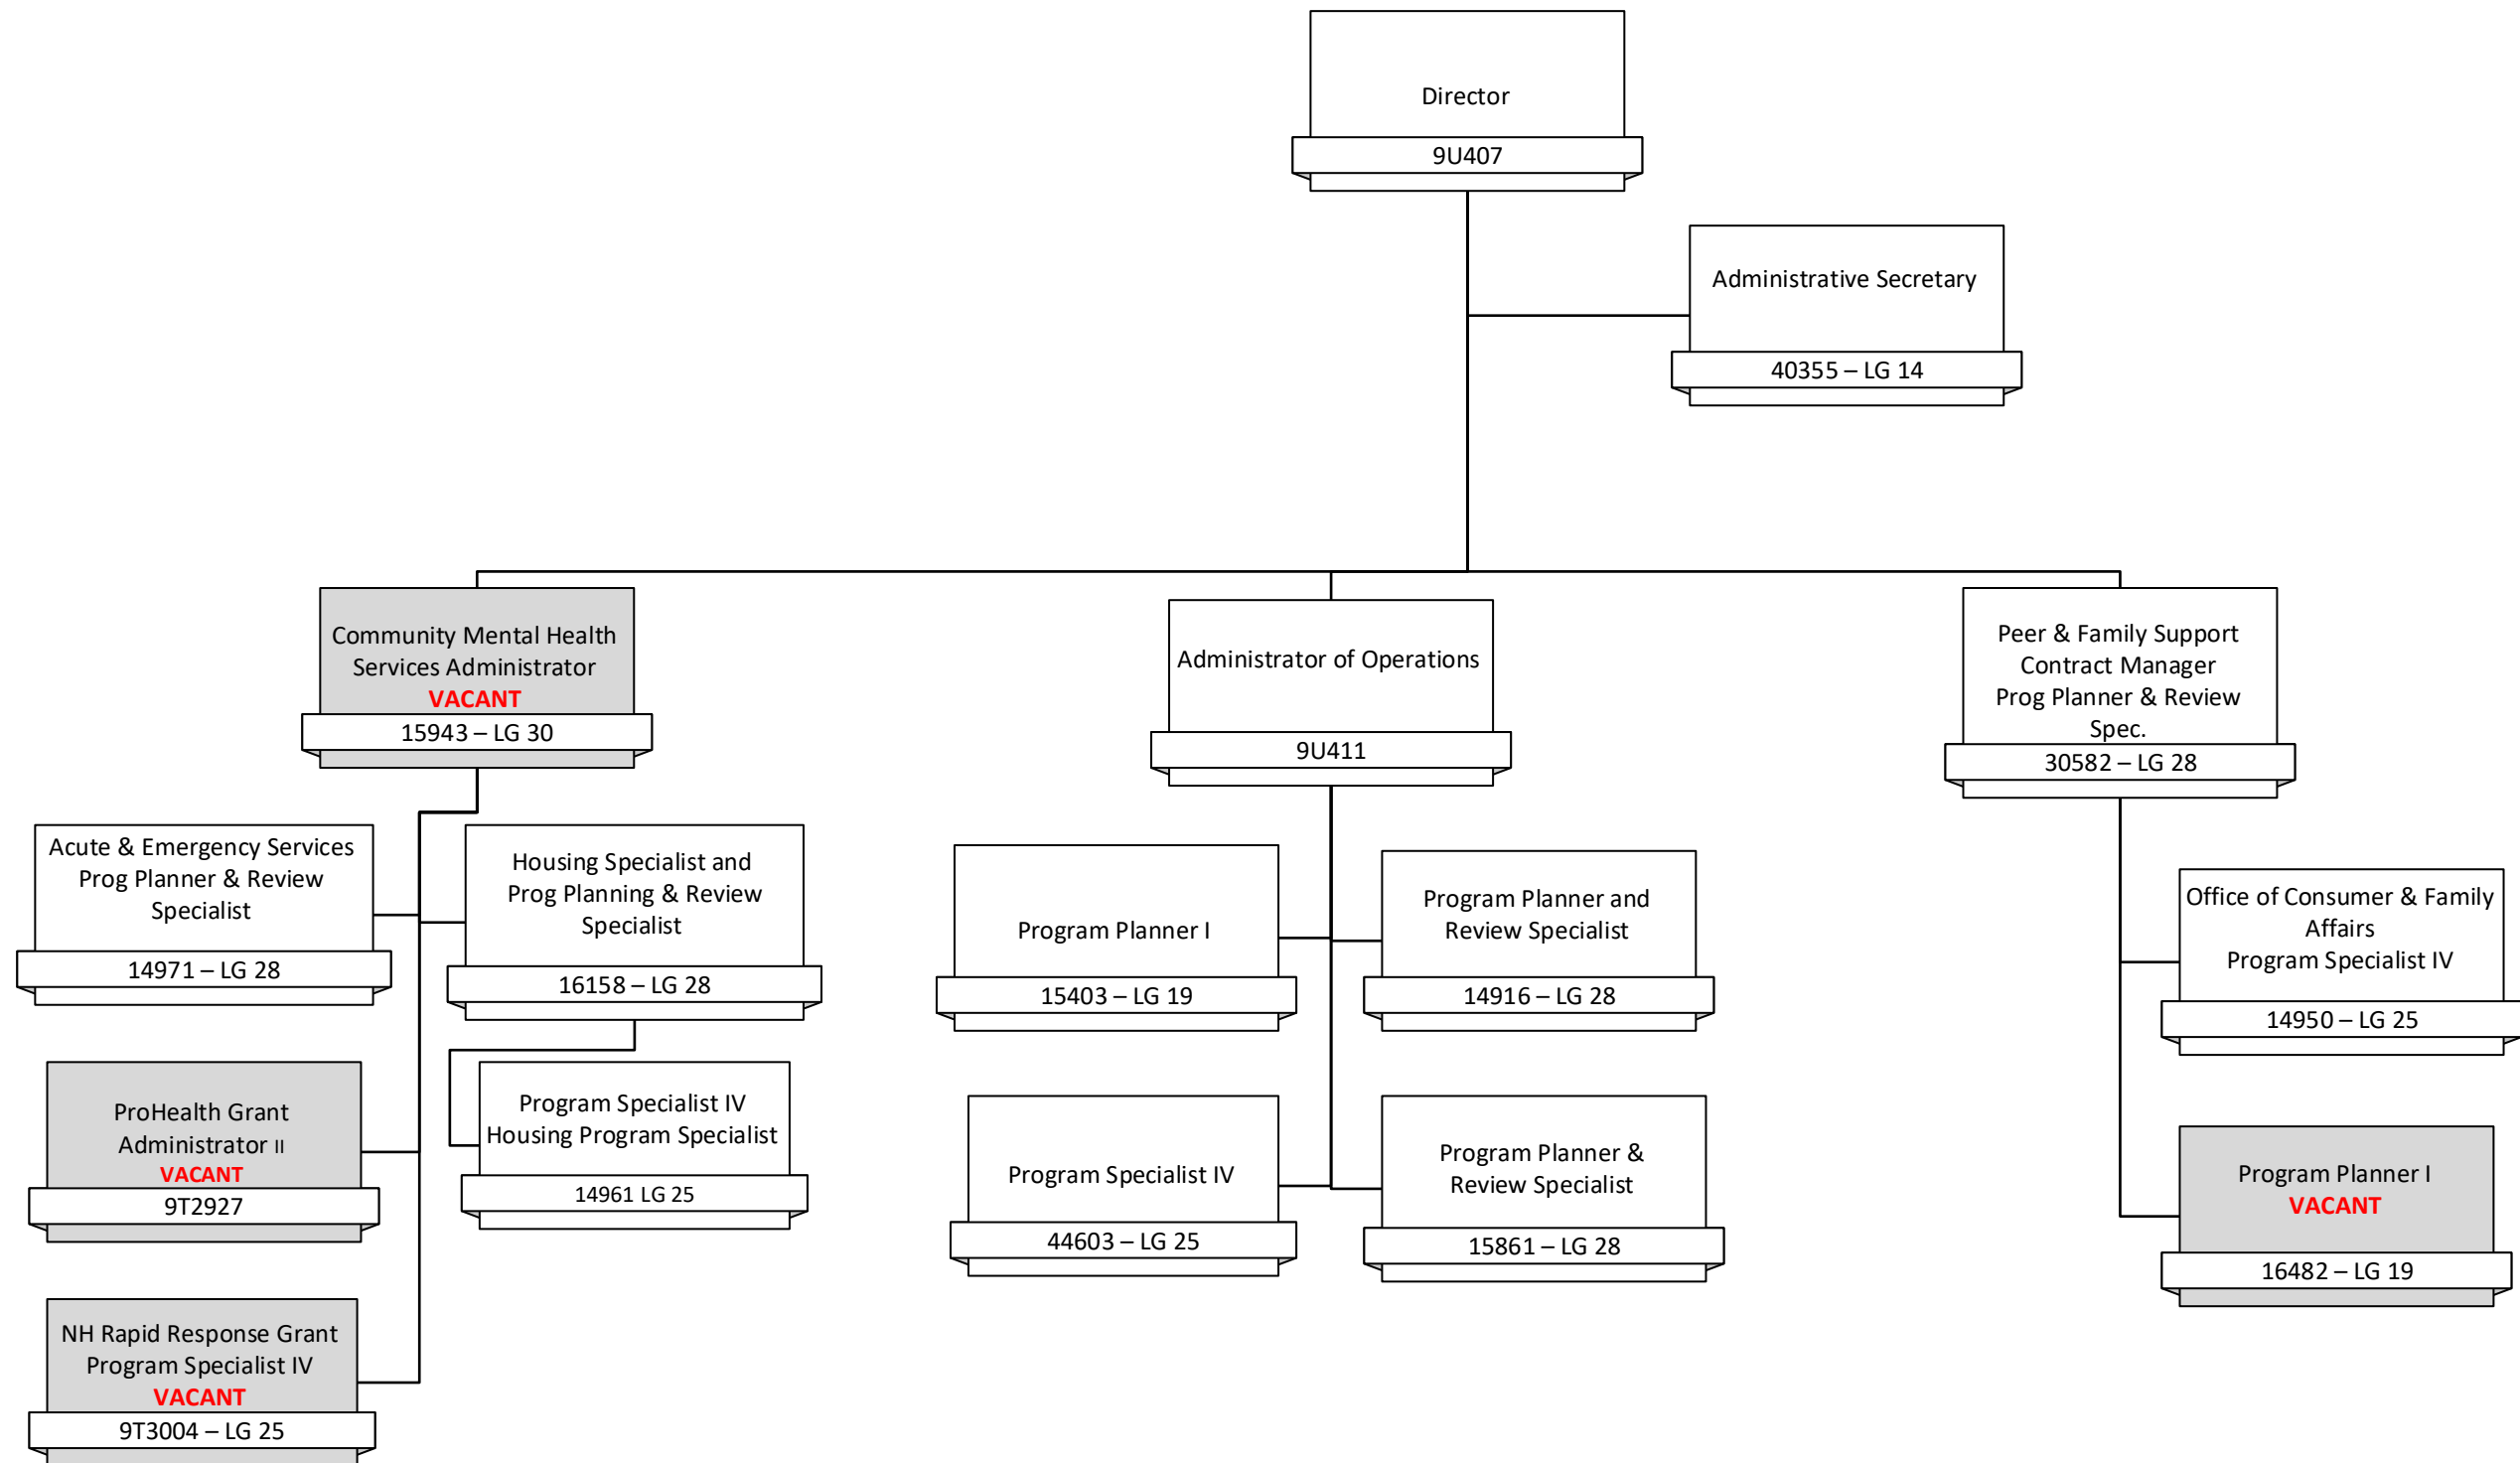 Director
9U407
Administrative Secretary
40355 – LG 14
Community Mental Health
Services Administrator
VACANT
15943 – LG 30
Administrator of Operations
9U411
Peer & Family Support
Contract Manager
Prog Planner & Review
Spec.
30582 – LG 28
Acute & Emergency Services
Prog Planner & Review
Specialist
14971 – LG 28
Housing Specialist and
Prog Planning & Review
Specialist
16158 – LG 28
ProHealth Grant
Administrator II
VACANT
9T2927
Program Specialist IV
Housing Program Specialist
14961 LG 25
NH Rapid Response Grant
Program Specialist IV
VACANT
9T3004 – LG 25
Program Planner I
15403 – LG 19
Program Planner and
Review Specialist
14916 – LG 28
Program Specialist IV
44603 – LG 25
Program Planner &
Review Specialist
15861 – LG 28
Office of Consumer & Family
Affairs
Program Specialist IV
14950 – LG 25
Program Planner I
VACANT
16482 – LG 19